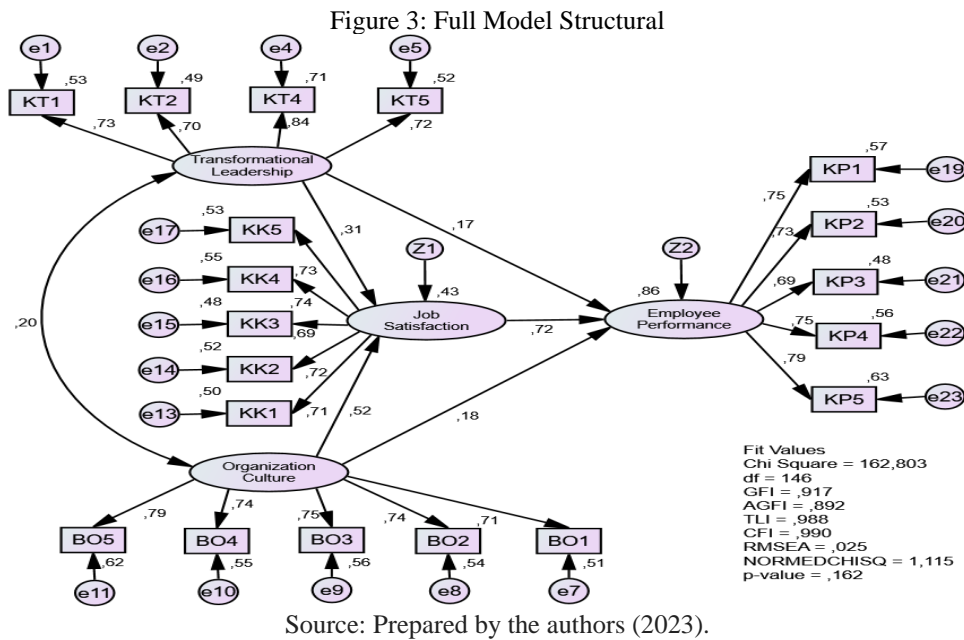 Figure 3: Full Model Structural
e1 e2 e4 e5
,53 ,49 ,71 ,52
KT1 KT2 KT4 KT5
,73 ,70 ,84 ,72
Transformational
Leadership
,57
KP1 e19
,75
,53
KP2 e20
,73
,48
KP3 e21
,69
,56
KP4 e22
,75
,63
KP5 e23
,79
,31 ,17
,53
e17 KK5
,73
,55
e16 KK4
,74
,48
e15 KK3
,69
,52
e14 KK2
,72
,50
e13 KK1
,71
Z1 Z2
,43 ,86
Job
Satisfaction
,72
Employee
Performance
,20
,52 ,18
Organization
Culture
,79 ,74 ,75 ,74 ,71
BO5 BO4 BO3 BO2 BO1
,62 ,55 ,56 ,54 ,51
e11 e10 e9 e8 e7
Fit Values
Chi Square = 162,803
df = 146
GFI = ,917
AGFI = ,892
TLI = ,988
CFI = ,990
RMSEA = ,025
NORMEDCHISQ = 1,115
p-value = ,162
Source: Prepared by the authors (2023).